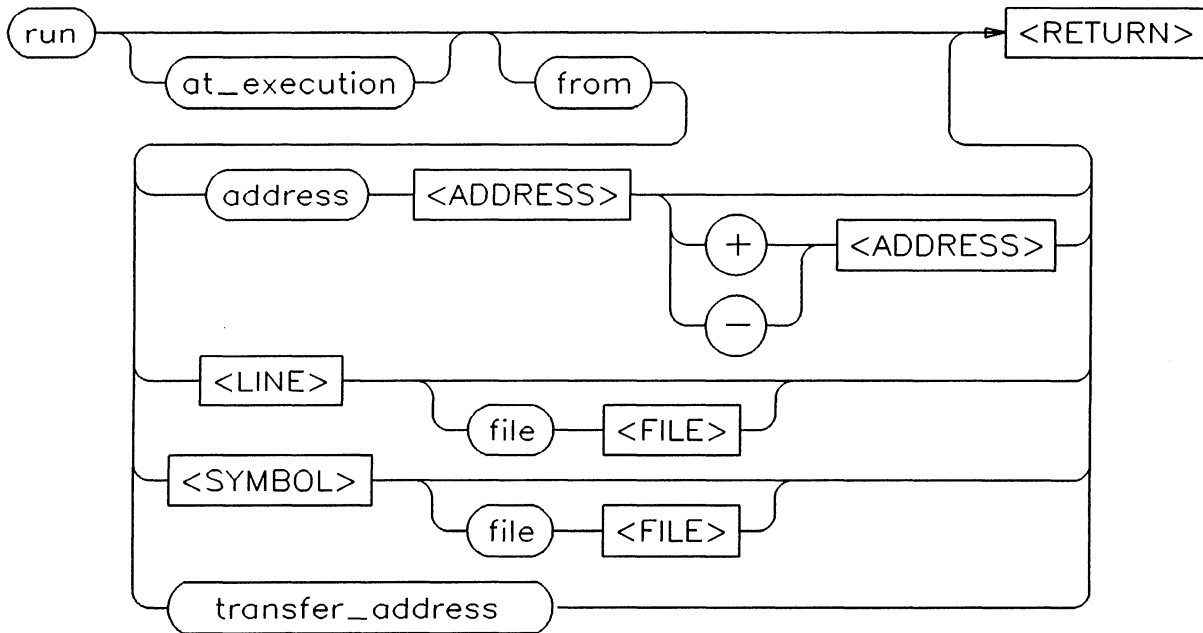 run <RETURN>
at_execution from
address <ADDRESS>
+ <ADDRESS>
−
<LINE>
file <FILE>
<SYMBOL>
file <FILE>
transfer_address